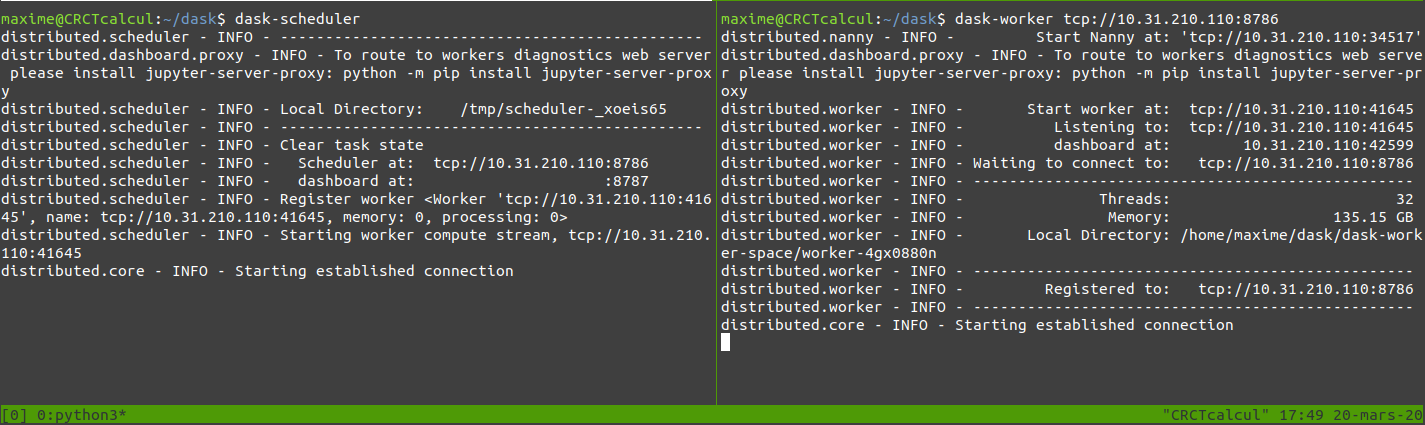 maxime@CRCTcalcul:~/dask$ dask-scheduler
distributed.scheduler - INFO - -----------------------------------------------
distributed.dashboard.proxy - INFO - To route to workers diagnostics web server
 please install jupyter-server-proxy: python -m pip install jupyter-server-prox
y
distributed.scheduler - INFO - Local Directory:    /tmp/scheduler-_xoeis65
distributed.scheduler - INFO - -----------------------------------------------
distributed.scheduler - INFO - Clear task state
distributed.scheduler - INFO -   Scheduler at:  tcp://10.31.210.110:8786
distributed.scheduler - INFO -   dashboard at:                     :8787
distributed.scheduler - INFO - Register worker <Worker 'tcp://10.31.210.110:416
45', name: tcp://10.31.210.110:41645, memory: 0, processing: 0>
distributed.scheduler - INFO - Starting worker compute stream, tcp://10.31.210.
110:41645
distributed.core - INFO - Starting established connection
maxime@CRCTcalcul:~/dask$ dask-worker tcp://10.31.210.110:8786
distributed.nanny - INFO -         Start Nanny at: 'tcp://10.31.210.110:34517'
distributed.dashboard.proxy - INFO - To route to workers diagnostics web serve
r please install jupyter-server-proxy: python -m pip install jupyter-server-pr
oxy
distributed.worker - INFO -       Start worker at:  tcp://10.31.210.110:41645
distributed.worker - INFO -          Listening to:  tcp://10.31.210.110:41645
distributed.worker - INFO -          dashboard at:        10.31.210.110:42599
distributed.worker - INFO - Waiting to connect to:   tcp://10.31.210.110:8786
distributed.worker - INFO - -------------------------------------------------
distributed.worker - INFO -               Threads:                         32
distributed.worker - INFO -                Memory:                  135.15 GB
distributed.worker - INFO -       Local Directory: /home/maxime/dask/dask-work
er-space/worker-4gx0880n
distributed.worker - INFO - -------------------------------------------------
distributed.worker - INFO -         Registered to:   tcp://10.31.210.110:8786
distributed.worker - INFO - -------------------------------------------------
distributed.core - INFO - Starting established connection
[0] 0:python3* "CRCTcalcul" 17:49 20-mars-20